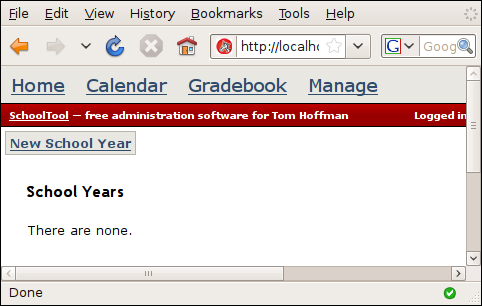 File Edit View History Bookmarks Tools Help
http://localho
Goog
Home Calendar Gradebook Manage
SchoolTool — free administration software for Tom Hoffman Logged in
New School Year
School Years
There are none.
Done